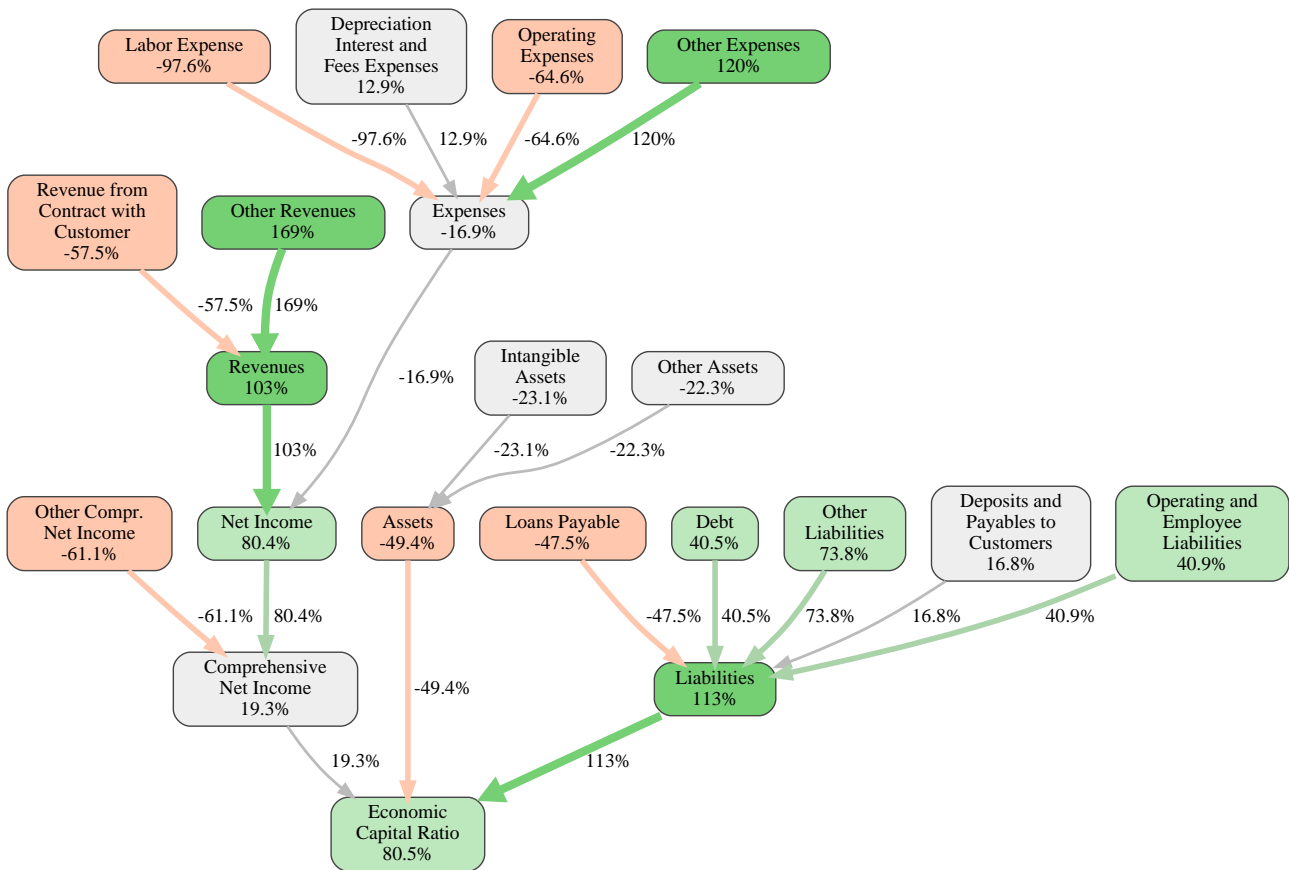 Labor Expense
-97.6%
Depreciation
Interest and
Fees Expenses
12.9%
Operating
Expenses
-64.6%
Other Expenses
120%
-97.6%
12.9%
-64.6%
120%
Revenue from
Contract with
Customer
-57.5%
Other Revenues
169%
Expenses
-16.9%
-57.5%
169%
Revenues
103%
-16.9%
Intangible
Assets
-23.1%
Other Assets
-22.3%
103%
-23.1%
-22.3%
Other Compr.
Net Income
-61.1%
Net Income
80.4%
Assets
-49.4%
Loans Payable
-47.5%
Debt
40.5%
Other
Liabilities
73.8%
Deposits and
Payables to
Customers
16.8%
Operating and
Employee
Liabilities
40.9%
-61.1%
80.4%
-47.5%
40.5%
73.8%
16.8%
40.9%
Comprehensive
Net Income
19.3%
-49.4%
Liabilities
113%
19.3%
113%
Economic
Capital Ratio
80.5%